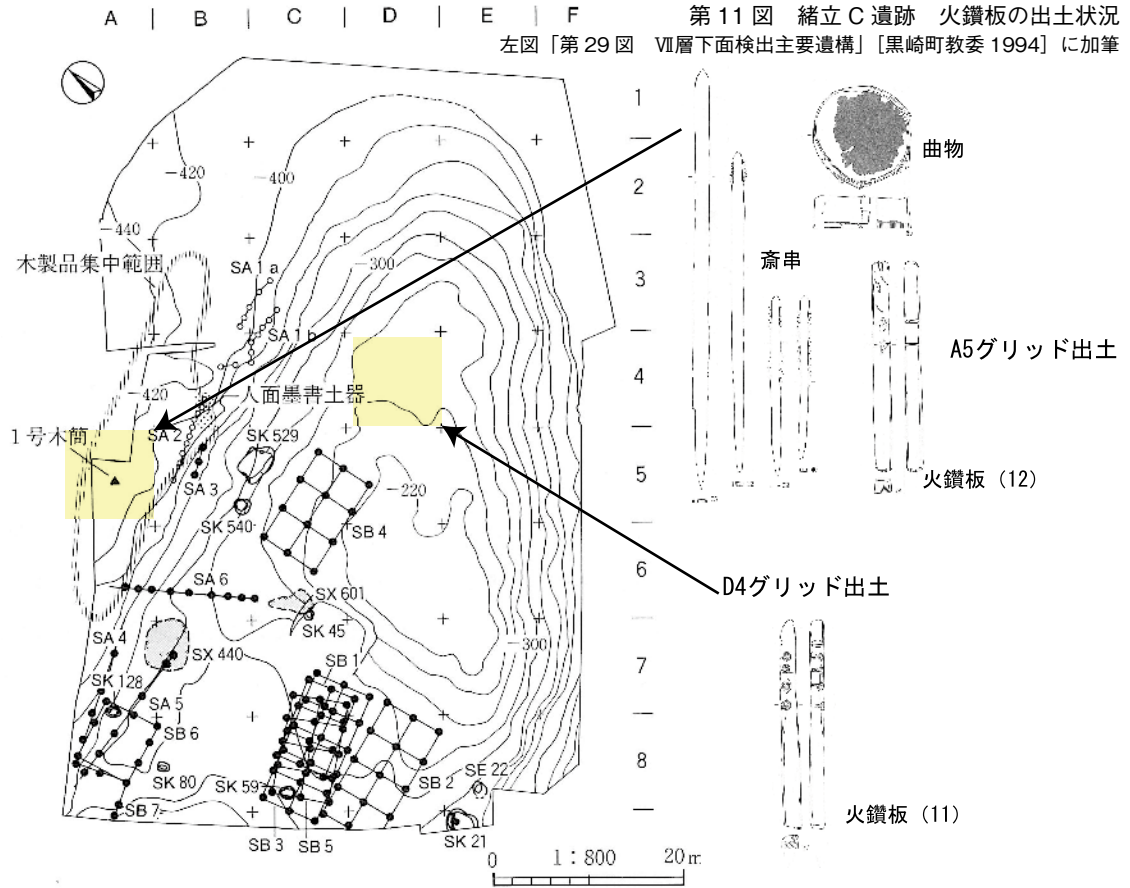 第 11 図　緒立 C 遺跡　火鑽板の出土状況
左図「第 29 図　Ⅶ層下面検出主要遺構」[黒崎町教委 1994] に加筆
A | B | C | D | E | F
1
2
3
4
5
6
7
8
-420
-400
-440
木製品集中範囲
SA 1 a
-300
SA 1 b
-420
人面墨書土器
1号木簡
SA 2
SK 529
SA 3
-220
SK 540
SB 4
SA 6
SX 601
SK 45
SA 4
SX 440
SB 1
-300
SK 128
SA 5
SB 6
SK 80
SK 59
SB 2
SE 22
SB 7
SB 3
SB 5
SK 21
0　1：800　20m
曲物
斎串
A5グリッド出土
火鑽板（12）
D4グリッド出土
火鑽板（11）